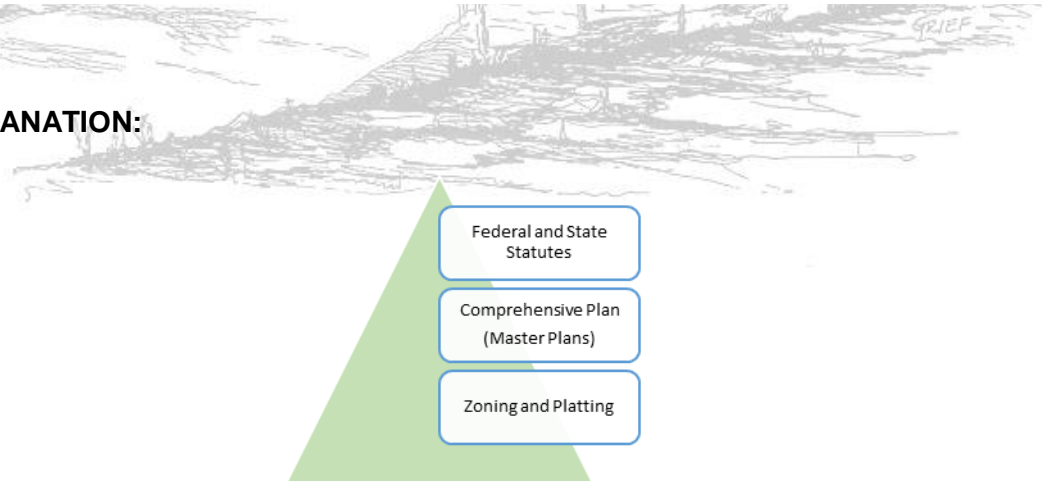 GRIEF
ANATION:
Federal and State
Statutes
Comprehensive Plan
(Master Plans)
Zoning and Platting